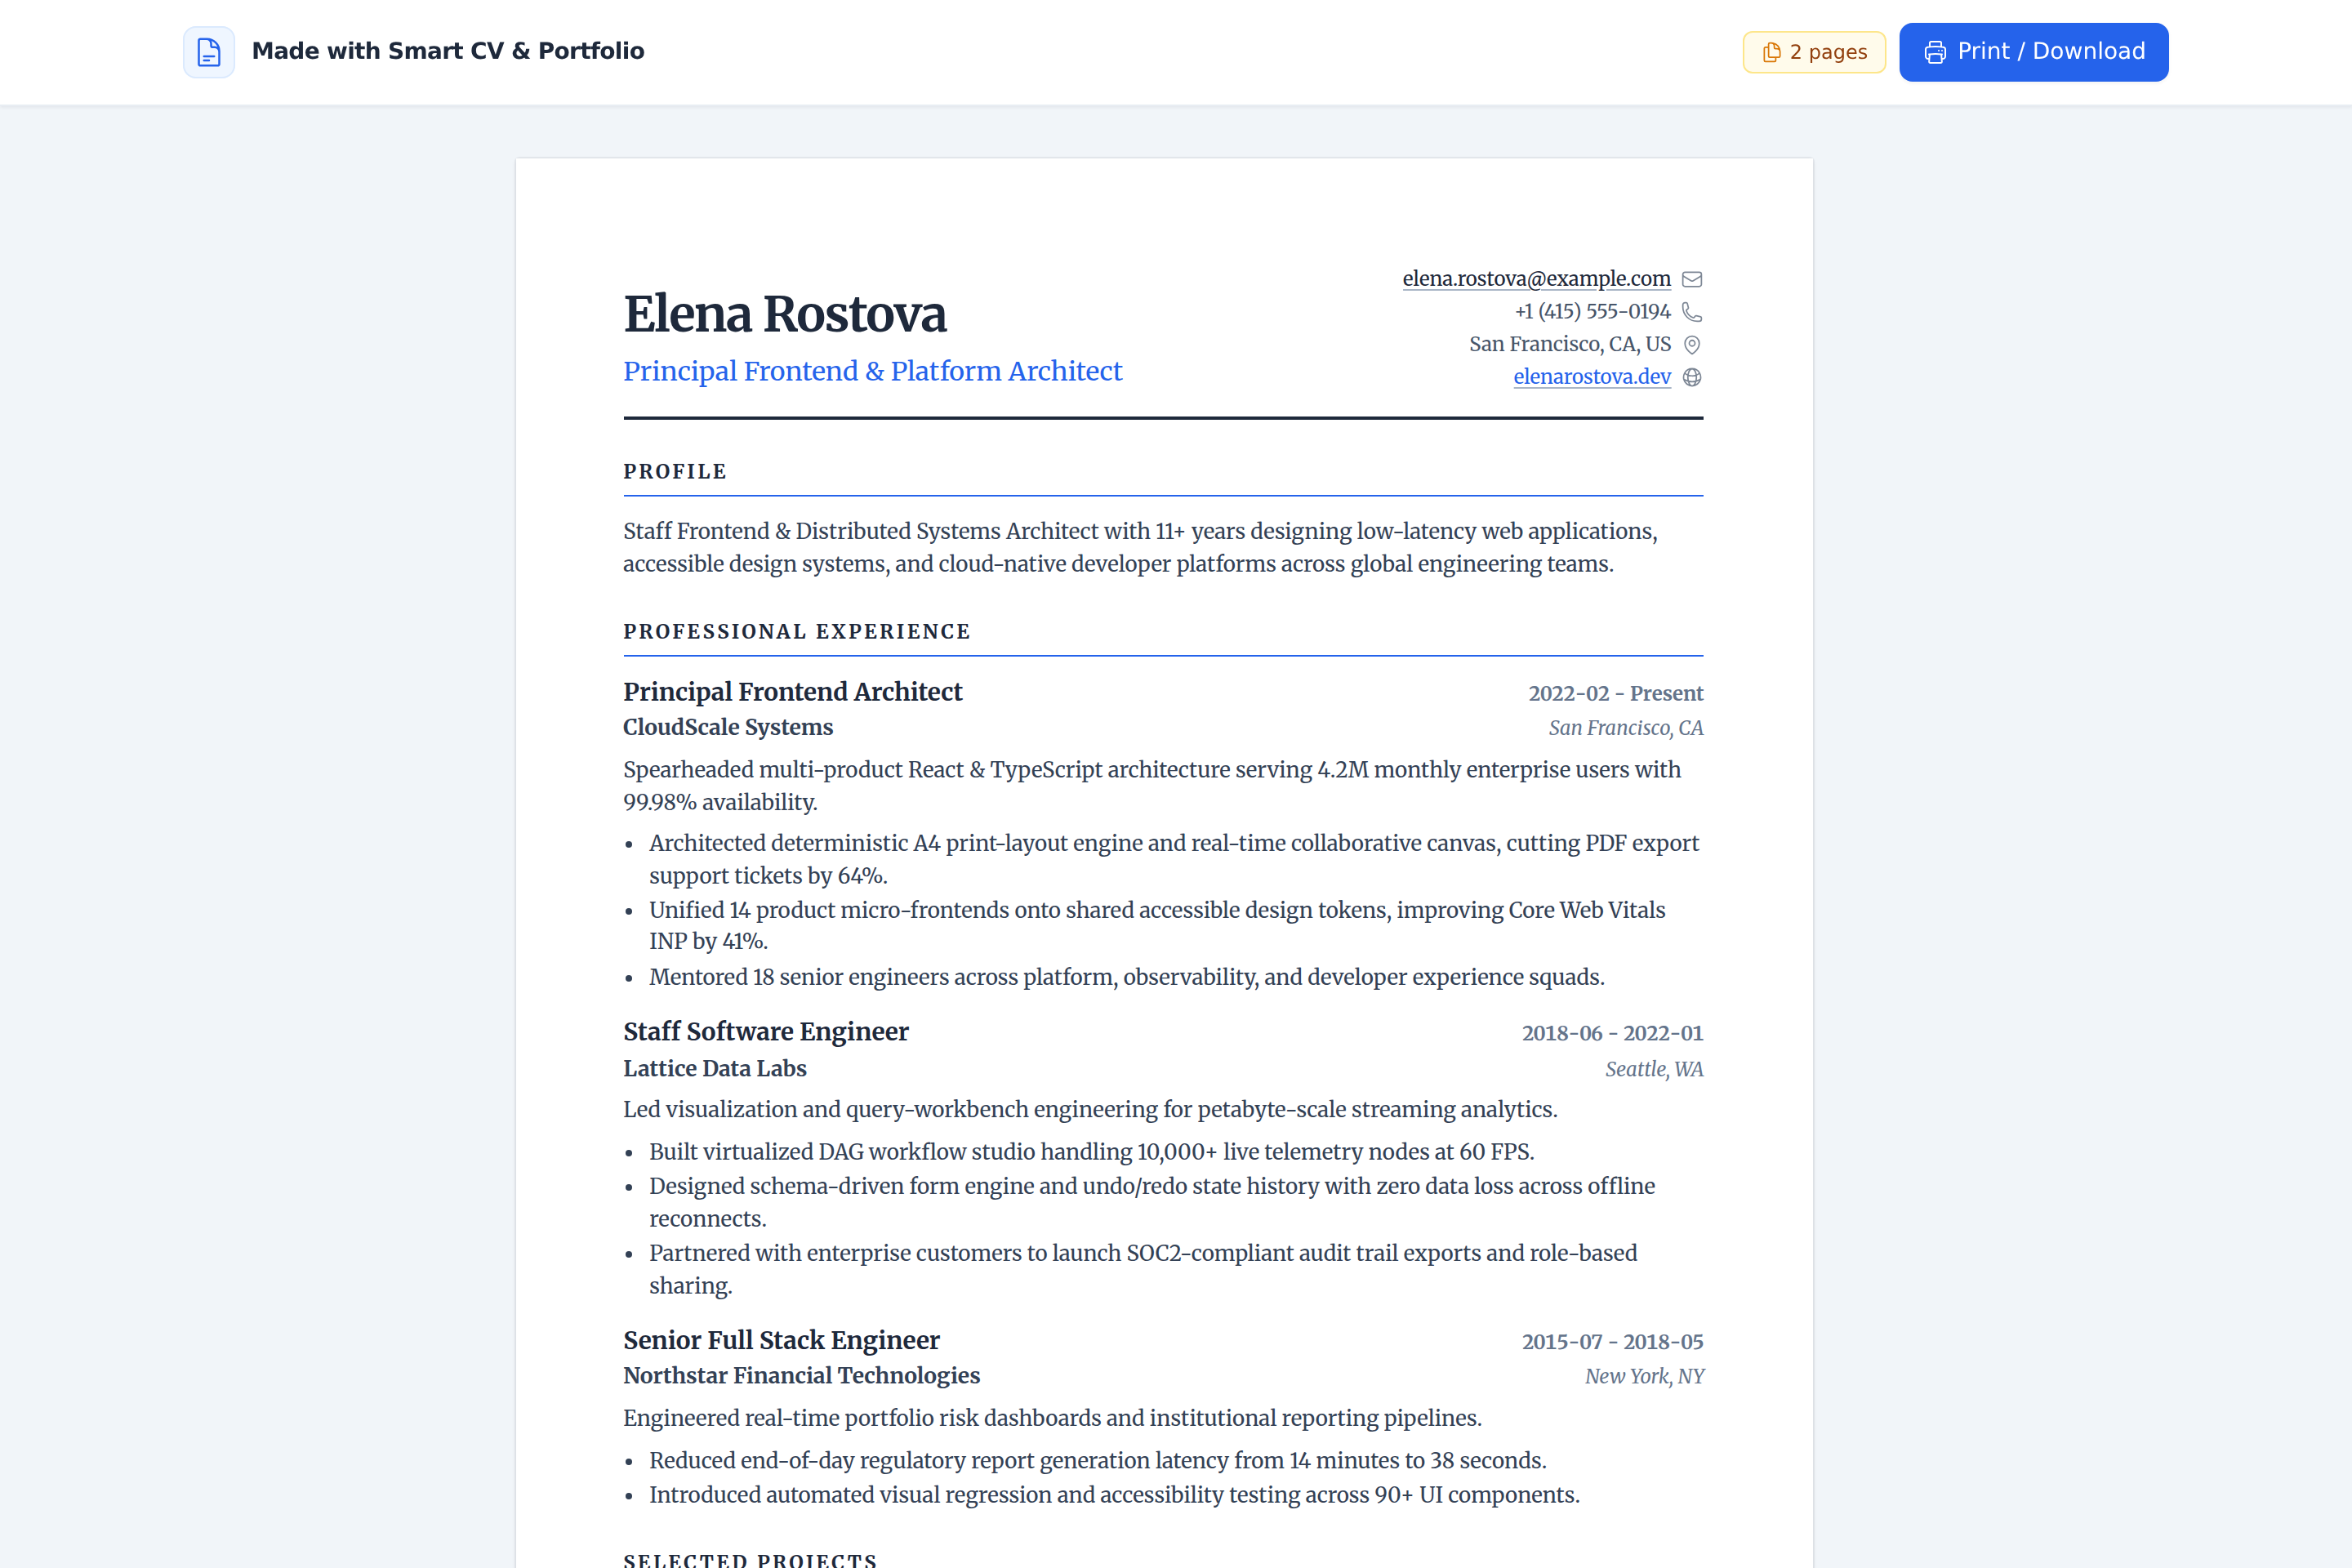 Made with Smart CV & Portfolio
2 pages
Print / Download
Elena Rostova
Principal Frontend & Platform Architect
elena.rostova@example.com
+1 (415) 555-0194
San Francisco, CA, US
elenarostova.dev
PROFILE
Staff Frontend & Distributed Systems Architect with 11+ years designing low-latency web applications,
accessible design systems, and cloud-native developer platforms across global engineering teams.
PROFESSIONAL EXPERIENCE
Principal Frontend Architect
2022-02 - Present
CloudScale Systems
San Francisco, CA
Spearheaded multi-product React & TypeScript architecture serving 4.2M monthly enterprise users with
99.98% availability.
• Architected deterministic A4 print-layout engine and real-time collaborative canvas, cutting PDF export
support tickets by 64%.
• Unified 14 product micro-frontends onto shared accessible design tokens, improving Core Web Vitals
INP by 41%.
• Mentored 18 senior engineers across platform, observability, and developer experience squads.
Staff Software Engineer
2018-06 - 2022-01
Lattice Data Labs
Seattle, WA
Led visualization and query-workbench engineering for petabyte-scale streaming analytics.
• Built virtualized DAG workflow studio handling 10,000+ live telemetry nodes at 60 FPS.
• Designed schema-driven form engine and undo/redo state history with zero data loss across offline
reconnects.
• Partnered with enterprise customers to launch SOC2-compliant audit trail exports and role-based
sharing.
Senior Full Stack Engineer
2015-07 - 2018-05
Northstar Financial Technologies
New York, NY
Engineered real-time portfolio risk dashboards and institutional reporting pipelines.
• Reduced end-of-day regulatory report generation latency from 14 minutes to 38 seconds.
• Introduced automated visual regression and accessibility testing across 90+ UI components.
SELECTED PROJECTS